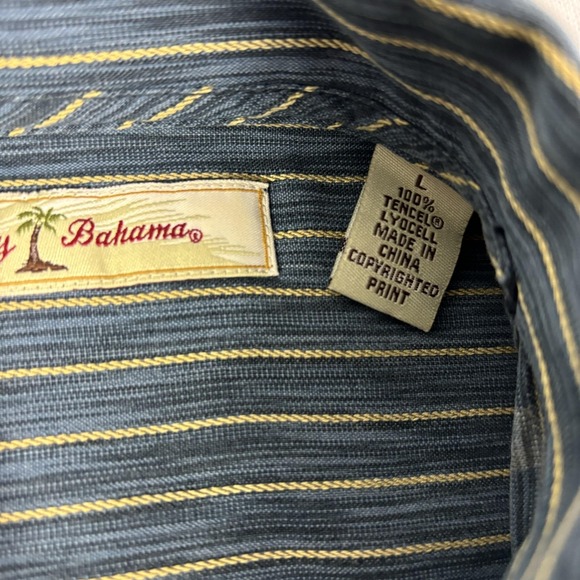 y Bahama®
L
100%
TENCEL®
LYOCELL
MADE IN
CHINA
COPYRIGHTED
PRINT